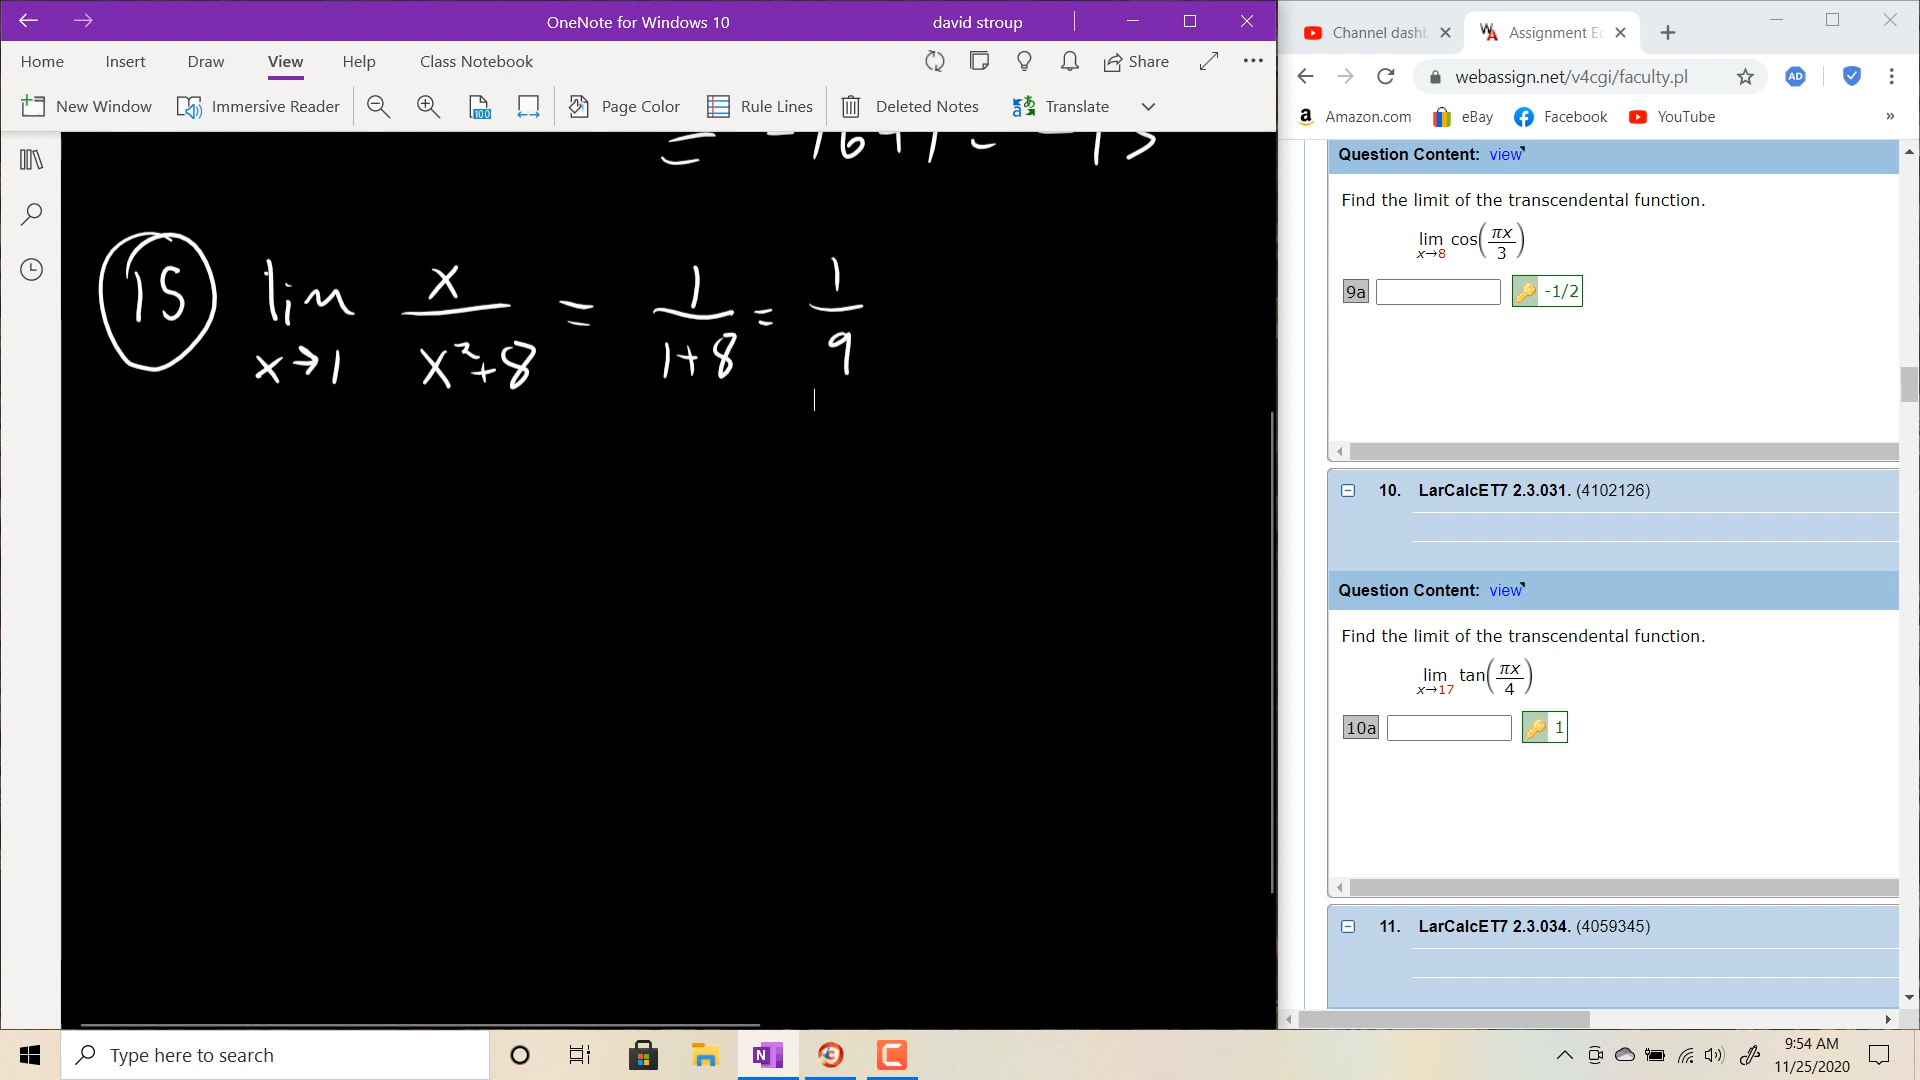 OneNote for Windows 10
david stroup
Home Insert Draw View Help Class Notebook
Share
New Window Immersive Reader 100 Page Color Rule Lines Deleted Notes Translate
15 lim x→1 x/(x²+8) = 1/(1+8) = 1/9
Channel dashb
Assignment Ed
webassign.net/v4cgi/faculty.pl
AD
Amazon.com eBay Facebook YouTube »
Question Content: view
Find the limit of the transcendental function.
lim x→8 cos(πx/3)
9a -1/2
10. LarCalcET7 2.3.031. (4102126)
Question Content: view
Find the limit of the transcendental function.
lim x→17 tan(πx/4)
10a 1
11. LarCalcET7 2.3.034. (4059345)
Type here to search
9:54 AM
11/25/2020